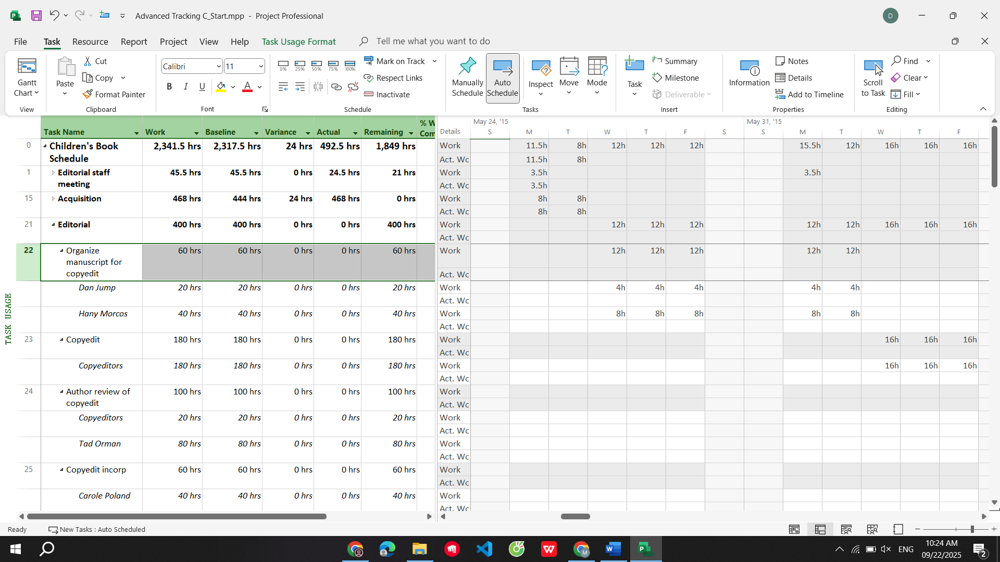 Advanced Tracking C_Start.mpp - Project Professional
D
File Task Resource Report Project View Help Task Usage Format Tell me what you want to do
Gantt Chart
View
Paste
Cut
Copy
Format Painter
Clipboard
Calibri 11
B I U A
Font
0% 25% 50% 75% 100%
Mark on Track
Respect Links
Inactivate
Schedule
Manually Schedule
Auto Schedule
Inspect
Move
Mode
Tasks
Task
Summary
Milestone
Deliverable
Insert
Information
Notes
Details
Add to Timeline
Properties
Scroll to Task
Find
Clear
Fill
Editing
TASK USAGE
Task Name Work Baseline Variance Actual Remaining % W Com
Details May 24, '15 May 31, '15
S M T W T F S S M T W T F
0 Children's Book Schedule 2,341.5 hrs 2,317.5 hrs 24 hrs 492.5 hrs 1,849 hrs Work 11.5h 8h 12h 12h 12h 15.5h 12h 16h 16h 16h
Act. Wc 11.5h 8h
1 Editorial staff meeting 45.5 hrs 45.5 hrs 0 hrs 24.5 hrs 21 hrs Work 3.5h 3.5h
Act. Wc 3.5h
15 Acquisition 468 hrs 444 hrs 24 hrs 468 hrs 0 hrs Work 8h 8h
Act. Wc 8h 8h
21 Editorial 400 hrs 400 hrs 0 hrs 0 hrs 400 hrs Work 12h 12h 12h 12h 12h 16h 16h 16h
Act. Wc
22 Organize manuscript for copyedit 60 hrs 60 hrs 0 hrs 0 hrs 60 hrs Work 12h 12h 12h 12h 12h
Act. Wc
Dan Jump 20 hrs 20 hrs 0 hrs 0 hrs 20 hrs Work 4h 4h 4h 4h 4h
Act. Wc
Hany Morcos 40 hrs 40 hrs 0 hrs 0 hrs 40 hrs Work 8h 8h 8h 8h 8h
Act. Wc
23 Copyedit 180 hrs 180 hrs 0 hrs 0 hrs 180 hrs Work 16h 16h 16h
Act. Wc
Copyeditors 180 hrs 180 hrs 0 hrs 0 hrs 180 hrs Work 16h 16h 16h
Act. Wc
24 Author review of copyedit 100 hrs 100 hrs 0 hrs 0 hrs 100 hrs Work
Act. Wc
Copyeditors 20 hrs 20 hrs 0 hrs 0 hrs 20 hrs Work
Act. Wc
Tad Orman 80 hrs 80 hrs 0 hrs 0 hrs 80 hrs Work
Act. Wc
25 Copyedit incorp 60 hrs 60 hrs 0 hrs 0 hrs 60 hrs Work
Act. Wc
Carole Poland 40 hrs 40 hrs 0 hrs 0 hrs 40 hrs Work
Act. Wc
Ready New Tasks : Auto Scheduled
ENG
10:24 AM
09/22/2025
2